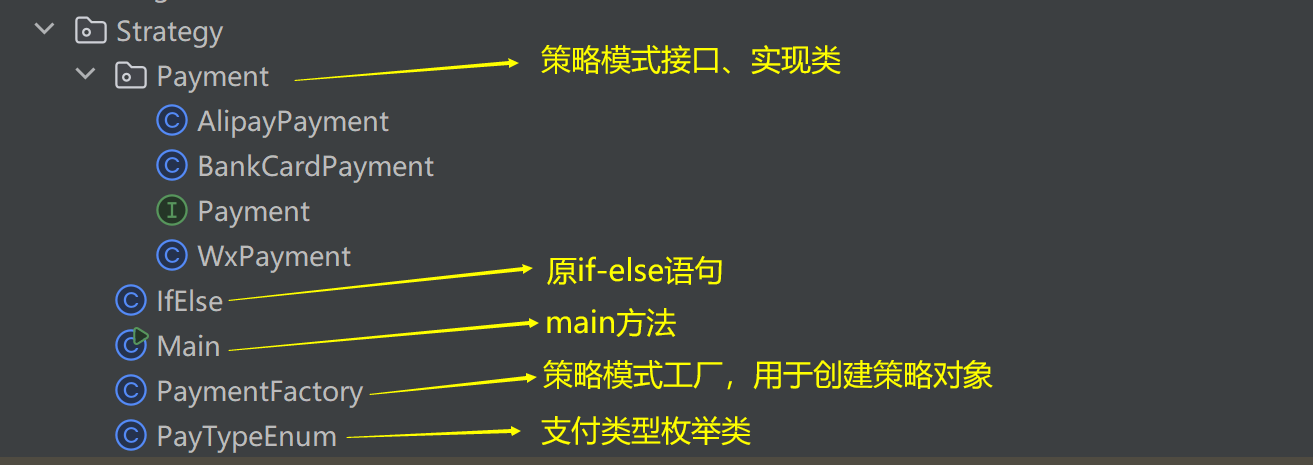 Strategy
Payment
策略模式接口、实现类
AlipayPayment
BankCardPayment
Payment
WxPayment
IfElse
原if-else语句
Main
main方法
PaymentFactory
策略模式工厂，用于创建策略对象
PayTypeEnum
支付类型枚举类